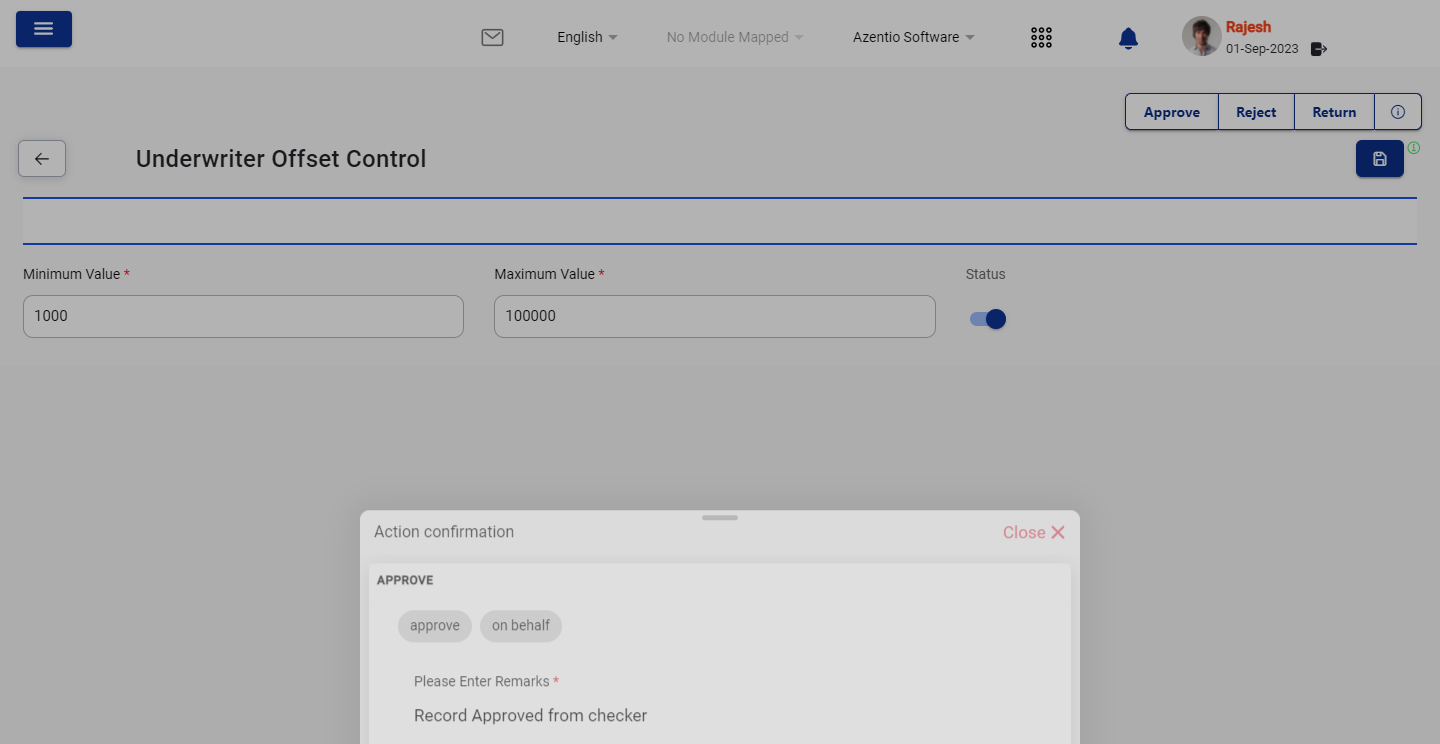 English
No Module Mapped
Azentio Software
Rajesh
01-Sep-2023
Approve
Reject
Return
Underwriter Offset Control
Minimum Value *
Maximum Value *
Status
1000
100000
Action confirmation
Close
APPROVE
approve
on behalf
Please Enter Remarks *
Record Approved from checker